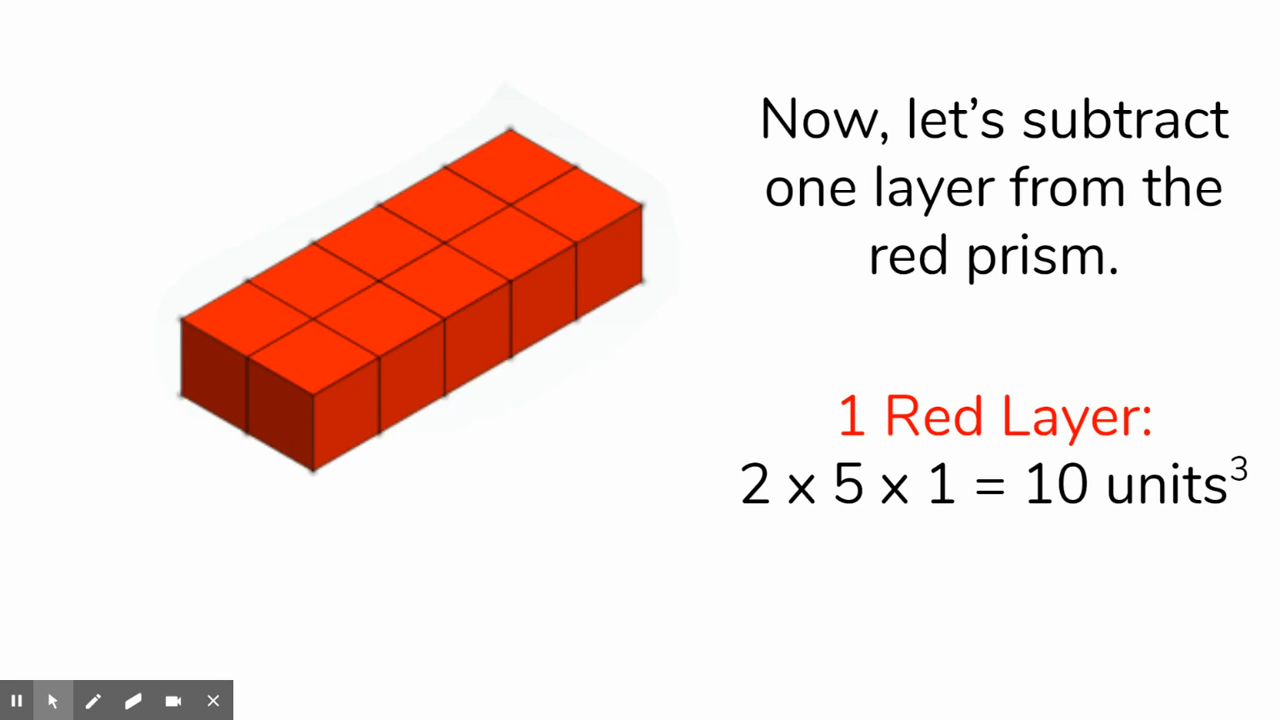 Now, let’s subtract
one layer from the
red prism.
1 Red Layer:
2 x 5 x 1 = 10 units³